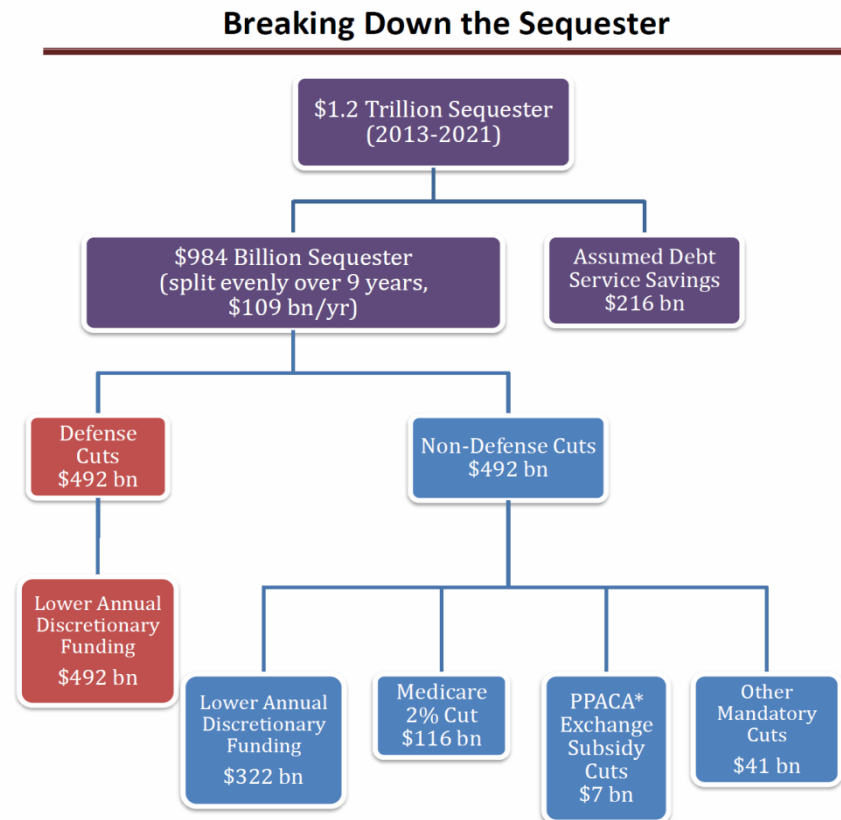 Breaking Down the Sequester
$1.2 Trillion Sequester
(2013-2021)
$984 Billion Sequester
(split evenly over 9 years,
$109 bn/yr)
Assumed Debt
Service Savings
$216 bn
Defense
Cuts
$492 bn
Non-Defense Cuts
$492 bn
Lower Annual
Discretionary
Funding
$492 bn
Lower Annual
Discretionary
Funding
$322 bn
Medicare
2% Cut
$116 bn
PPACA*
Exchange
Subsidy
Cuts
$7 bn
Other
Mandatory
Cuts
$41 bn